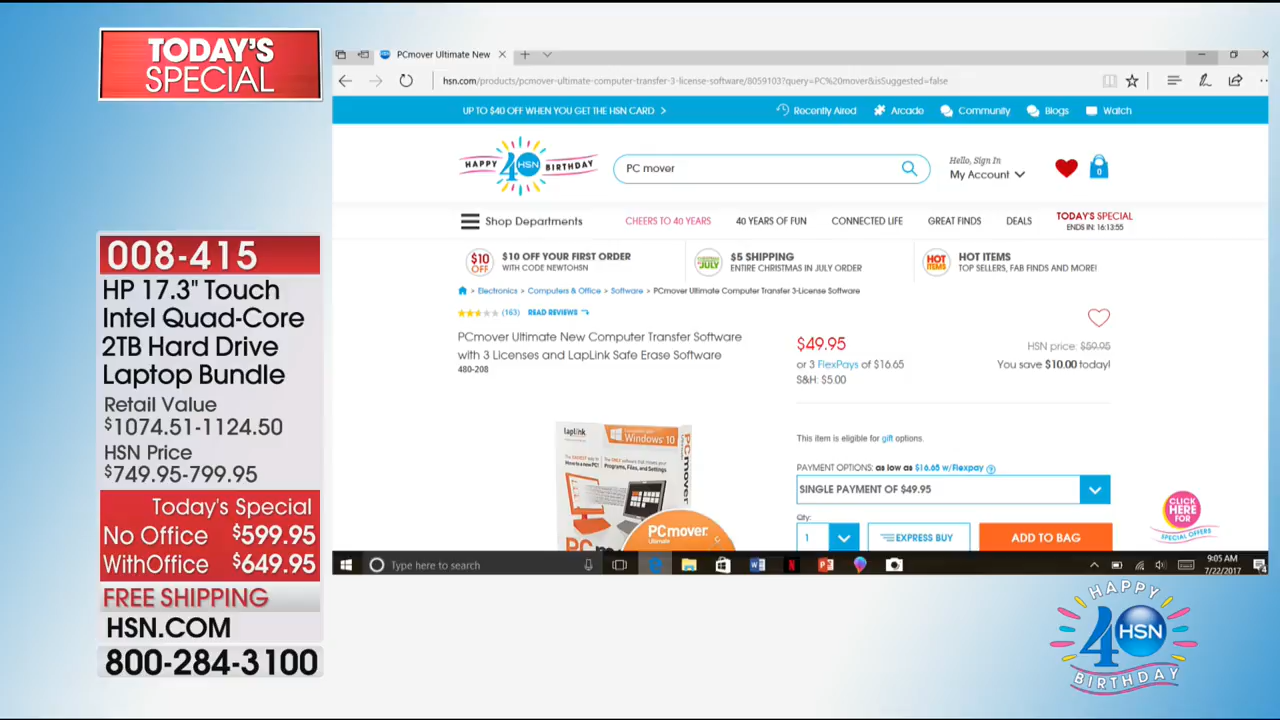 TODAY'S
SPECIAL
008-415
HP 17.3" Touch
Intel Quad-Core
2TB Hard Drive
Laptop Bundle
Retail Value
$1074.51-1124.50
HSN Price
$749.95-799.95
Today's Special
No Office $599.95
WithOffice $649.95
FREE SHIPPING
HSN.COM
800-284-3100
PCmover Ultimate New
hsn.com/products/pcmover-ultimate-computer-transfer-3-license-software/8059103?query=PC%20mover&isSuggested=false
UP TO $40 OFF WHEN YOU GET THE HSN CARD >
Recently Aired Arcade Community Blogs Watch
HAPPY 40 HSN BIRTHDAY
PC mover
Hello, Sign In
My Account
0
Shop Departments
CHEERS TO 40 YEARS 40 YEARS OF FUN CONNECTED LIFE GREAT FINDS DEALS TODAY'S SPECIAL
ENDS IN: 16:13:55
$10 OFF
$10 OFF YOUR FIRST ORDER
WITH CODE NEWTOHSN
JULY
$5 SHIPPING
ENTIRE CHRISTMAS IN JULY ORDER
HOT ITEMS
HOT ITEMS
TOP SELLERS, FAB FINDS AND MORE!
> Electronics > Computers & Office > Software > PCmover Ultimate Computer Transfer 3-License Software
(163) READ REVIEWS
PCmover Ultimate New Computer Transfer Software
with 3 Licenses and LapLink Safe Erase Software
480-208
$49.95
HSN price: $59.95
or 3 FlexPays of $16.65
You save $10.00 today!
S&H: $5.00
This item is eligible for gift options.
PAYMENT OPTIONS: as low as $16.65 w/Flexpay ?
SINGLE PAYMENT OF $49.95
Qty:
1
EXPRESS BUY
ADD TO BAG
laplink
Windows 10
Move to a new PC!
Programs, Files, and Settings
PCmover
PCmover
Ultimate
PC
CLICK
HERE
FOR
SPECIAL OFFERS
Type here to search
9:05 AM
7/22/2017
4
HAPPY
40 HSN
BIRTHDAY